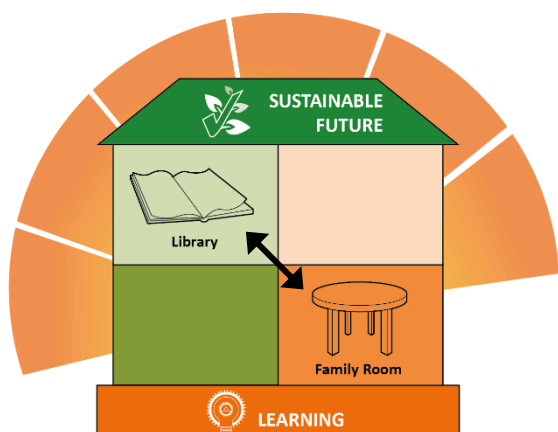 SUSTAINABLE
FUTURE
Library
Family Room
LEARNING